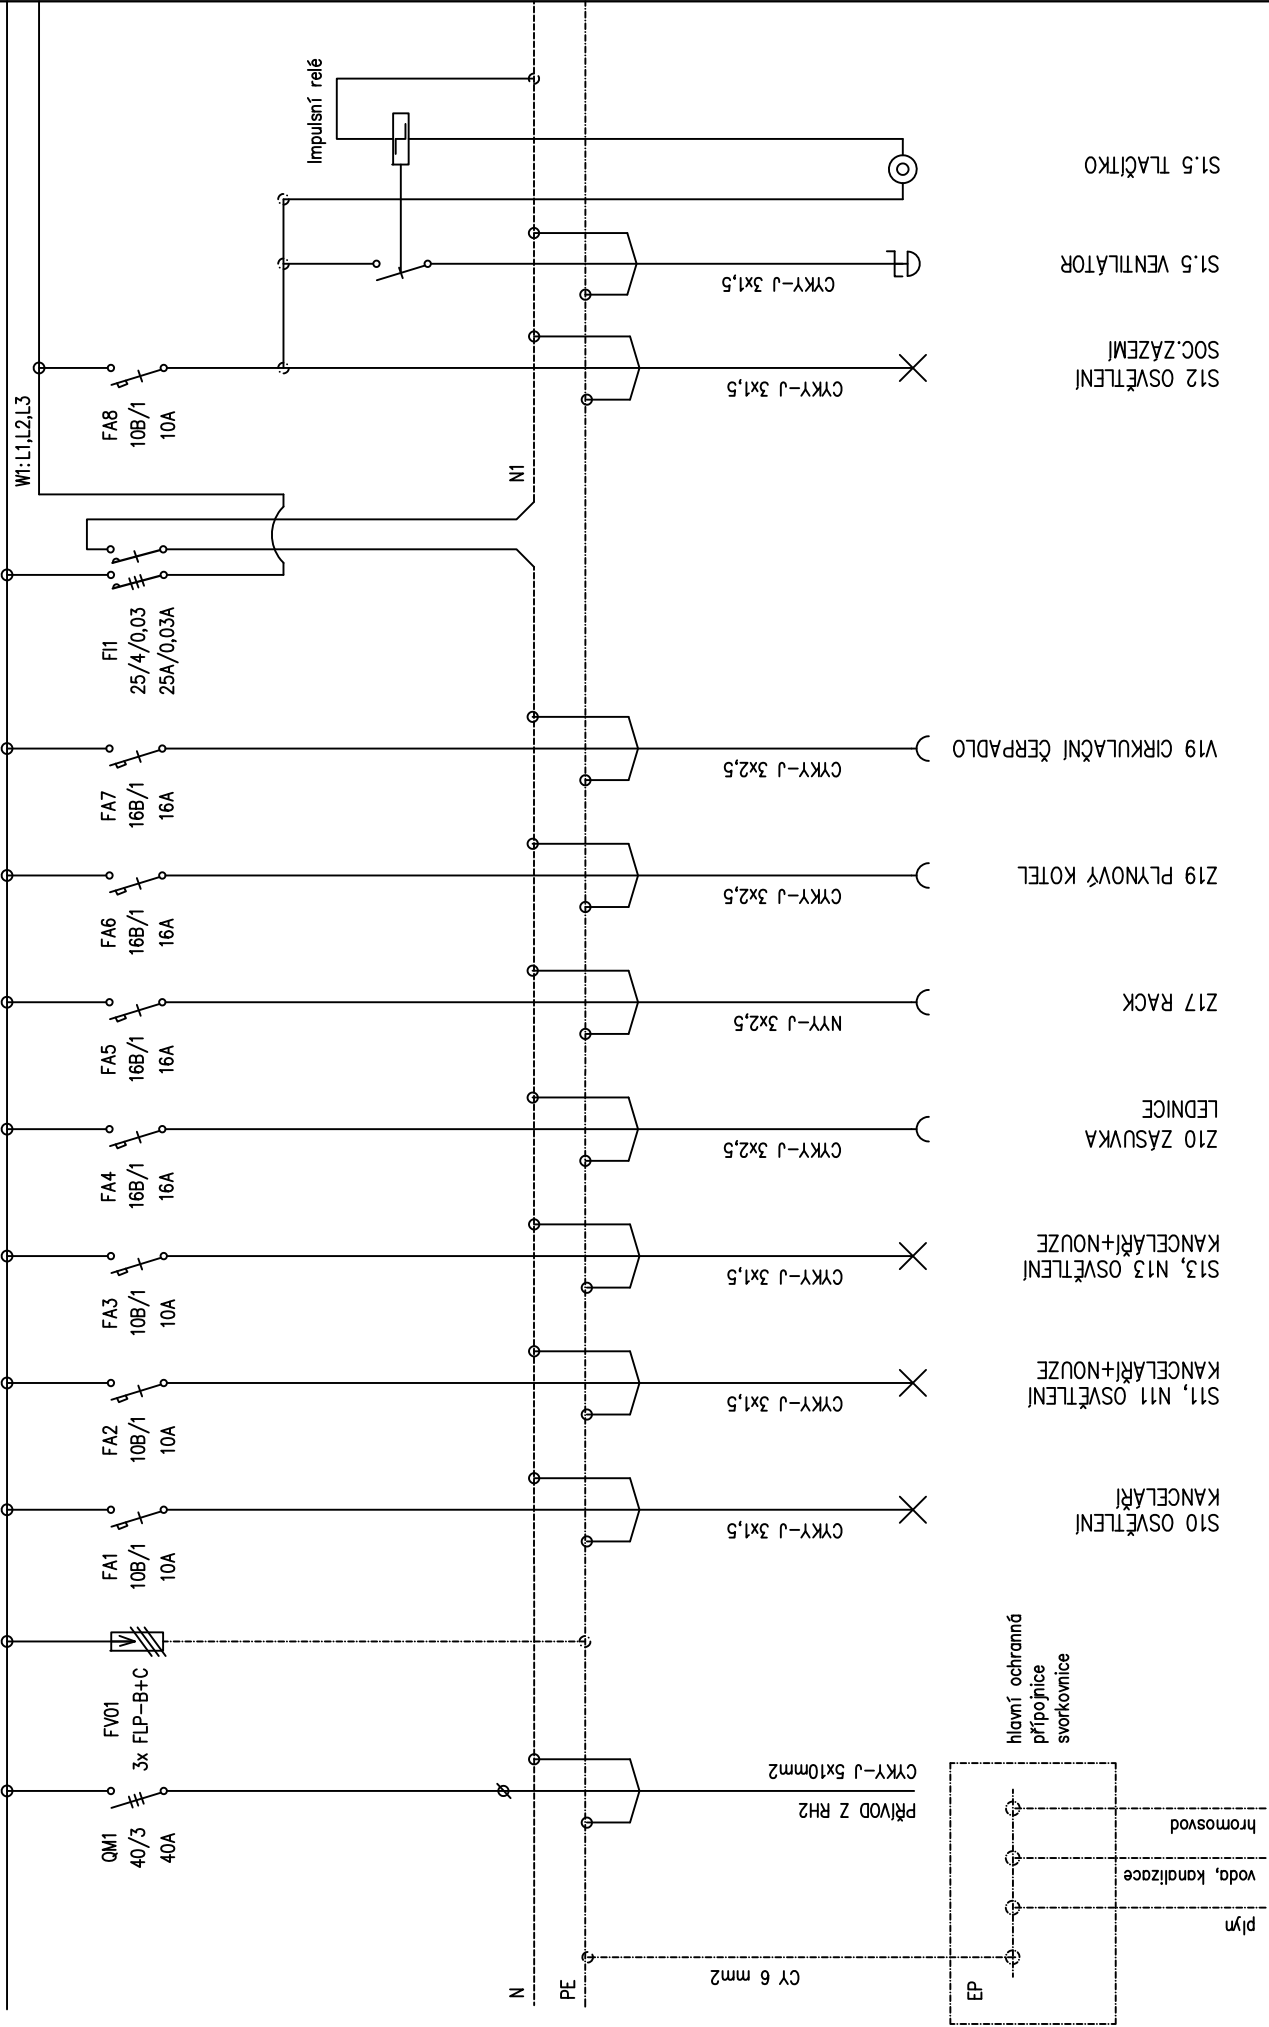 QM1
40/3
40A
FV01
3x FLP-B+C
FA1
10B/1
10A
FA2
10B/1
10A
FA3
10B/1
10A
FA4
16B/1
16A
FA5
16B/1
16A
FA6
16B/1
16A
FA7
16B/1
16A
FI1
25/4/0,03
25A/0,03A
W1:L1,L2,L3
FA8
10B/1
10A
Impulsní relé
N
PE
N1
CY 6 mm2
PŘÍVOD Z RH2
CYKY-J 5x10mm2
CYKY-J 3x1,5
CYKY-J 3x1,5
CYKY-J 3x1,5
CYKY-J 3x2,5
NYY-J 3x2,5
CYKY-J 3x2,5
CYKY-J 3x2,5
CYKY-J 3x1,5
CYKY-J 3x1,5
EP
hlavní ochranná
přípojnice
svorkovnice
plyn
voda, kanalizace
hromosvod
S10 OSVĚTLENÍ
KANCELÁŘÍ
S11, N11 OSVĚTLENÍ
KANCELÁŘÍ+NOUZE
S13, N13 OSVĚTLENÍ
KANCELÁŘÍ+NOUZE
Z10 ZÁSUVKA
LEDNICE
Z17 RACK
Z19 PLYNOVÝ KOTEL
V19 CIRKULAČNÍ ČERPADLO
S12 OSVĚTLENÍ
SOC.ZÁZEMÍ
S1.5 VENTILÁTOR
S1.5 TLAČÍTKO